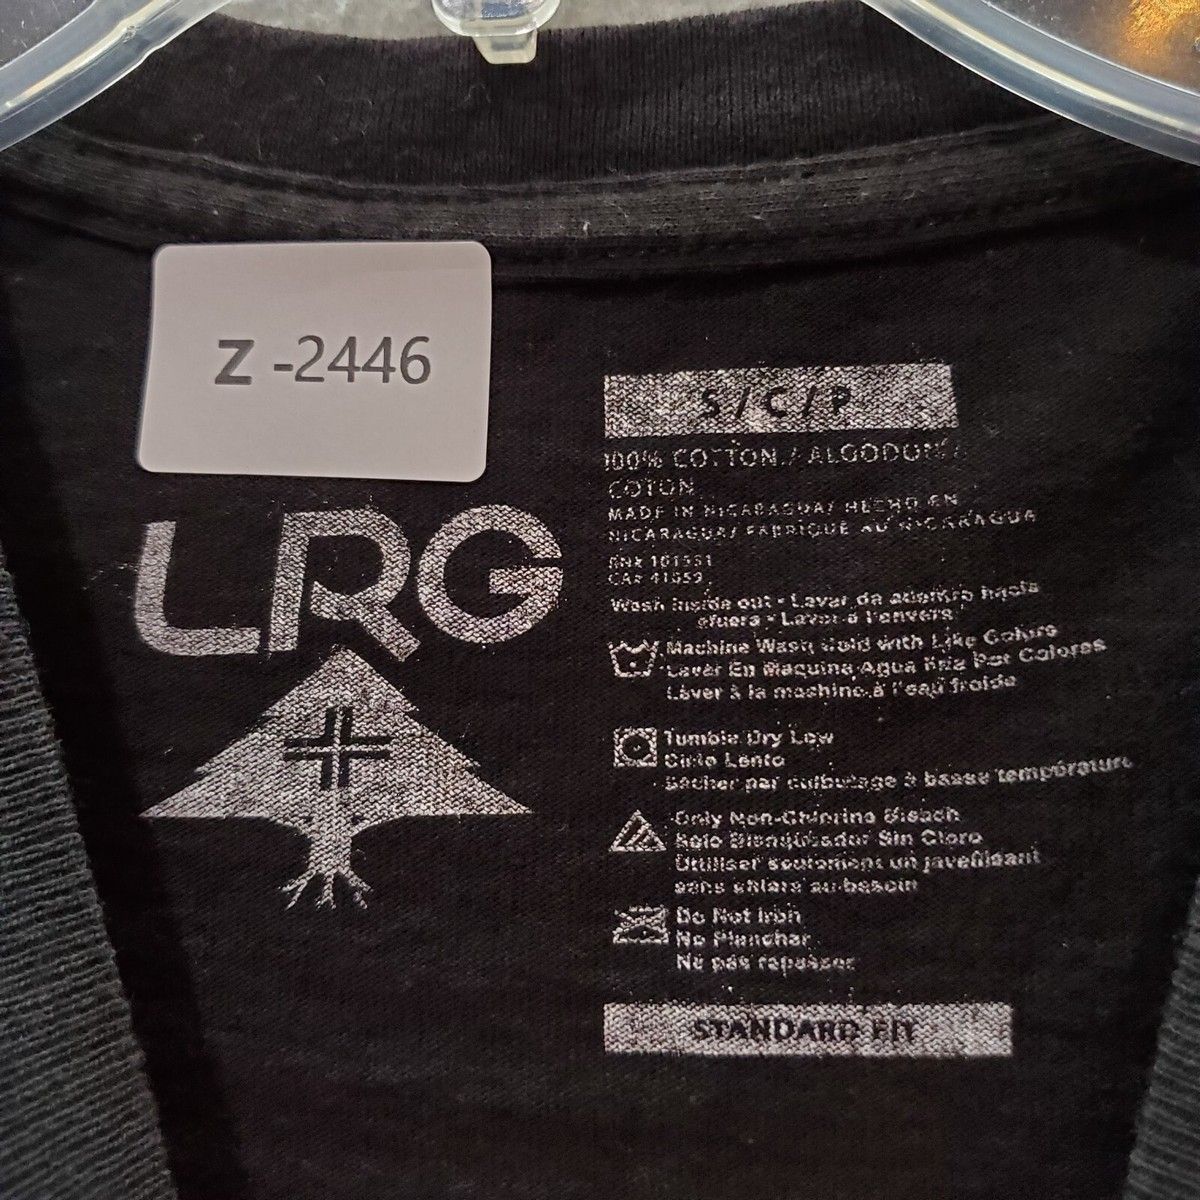 Z -2446
LRG
S / C / P
100% COTTON / ALGODON /
COTON
MADE IN NICARAGUA/ HECHO EN
NICARAGUA/ FABRIQUE AU NICARAGUA
RN# 101551
CA# 41053
Wash inside out • Lavar de adentro hacia
afuera • Laver à l'envers
Machine Wash Cold with Like Colors
Lavar En Maquina Agua Fria Por Colores
Laver à la machine à l'eau froide
Tumble Dry Low
Ciclo Lento
Sécher par culbutage à basse température
Only Non-Chlorine Bleach
Solo Blanqueador Sin Cloro
Utiliser seulement un javellisant
sans chlore au besoin
Do Not Iron
No Planchar
Ne pas repasser
STANDARD FIT